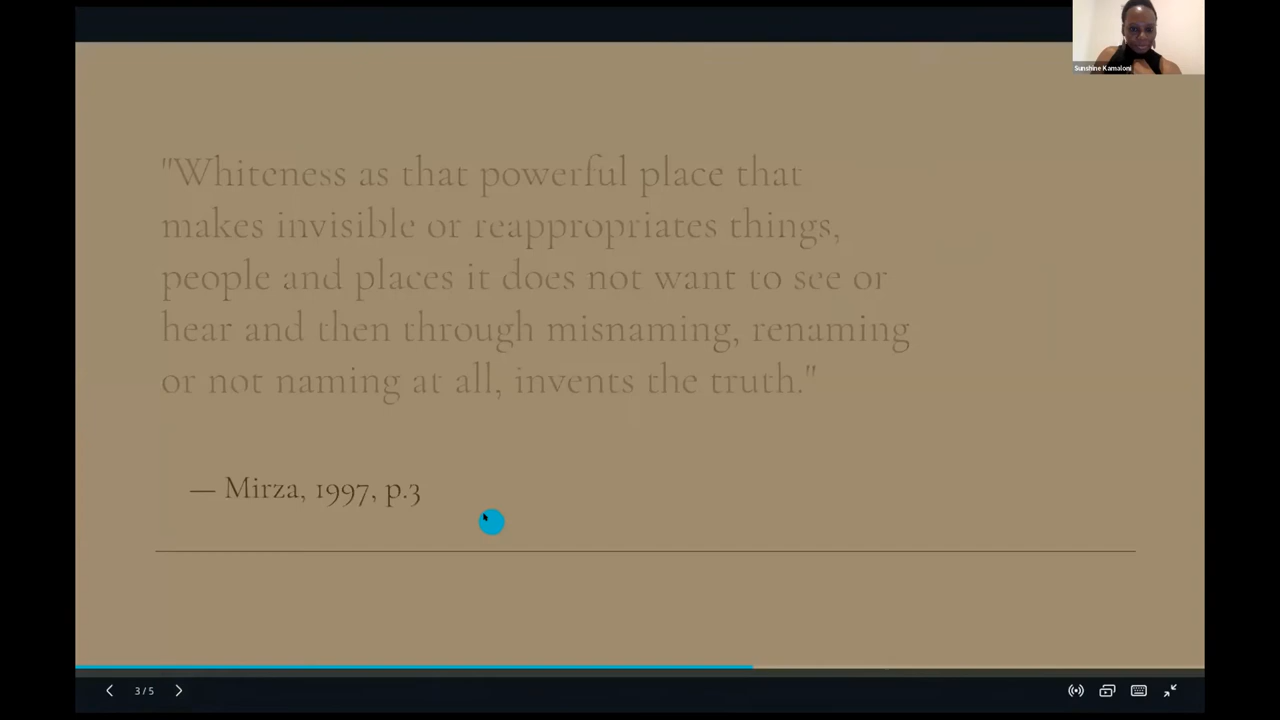 Sunshine Kamaloni
"Whiteness as that powerful place that
makes invisible or reappropriates things,
people and places it does not want to see or
hear and then through misnaming, renaming
or not naming at all, invents the truth."
— Mirza, 1997, p.3
3/5